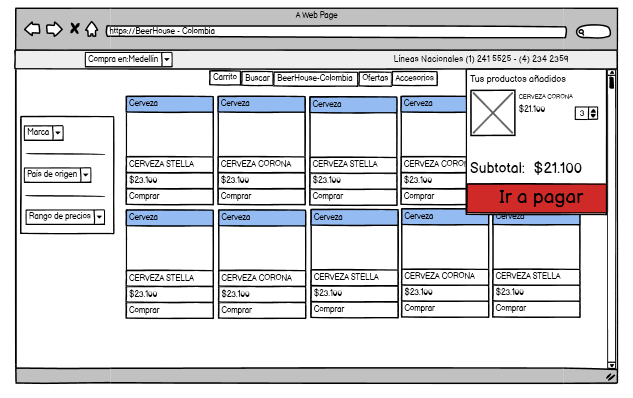 A Web Page
https://BeerHouse - Colombia
Compra en:Medellin
Líneas Nacionales (1) 241 5525 - (4) 234 2359
Carrito Buscar BeerHouse-Colombia Ofertas Accesorios
Tus productos añadidos
CERVEZA CORONA
$21.100
3
Subtotal: $21.100
Ir a pagar
Marca
País de origen
Rango de precios
Cerveza Cerveza Cerveza Cerveza
CERVEZA STELLA CERVEZA CORONA CERVEZA STELLA CERVEZA CORO
$23.100 $23.100 $23.100 $23.100
Comprar Comprar Comprar Comprar
Cerveza Cerveza Cerveza Cerveza Cerveza
CERVEZA STELLA CERVEZA CORONA CERVEZA STELLA CERVEZA CORONA CERVEZA STELLA
$23.100 $23.100 $23.100 $23.100 $23.100
Comprar Comprar Comprar Comprar Comprar